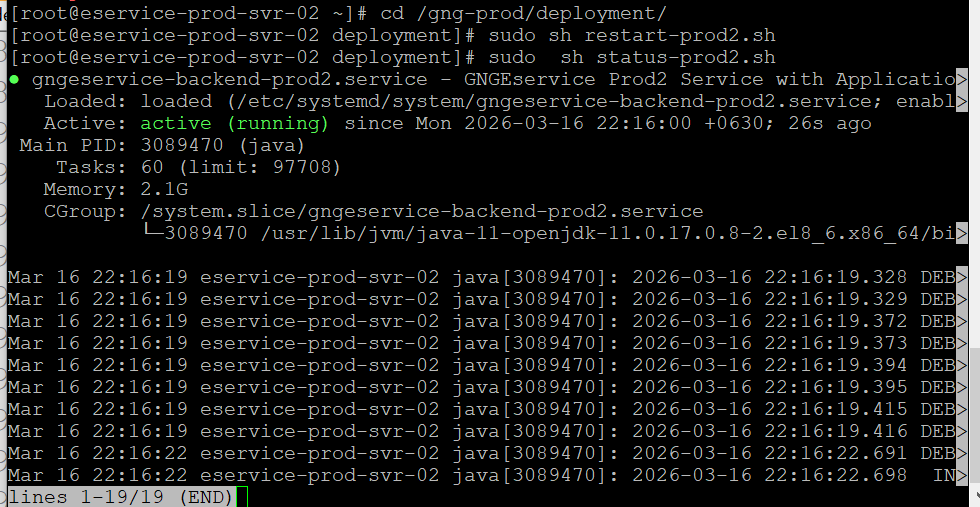 [root@eservice-prod-svr-02 ~]# cd /gng-prod/deployment/
[root@eservice-prod-svr-02 deployment]# sudo sh restart-prod2.sh
[root@eservice-prod-svr-02 deployment]# sudo  sh status-prod2.sh
● gngeservice-backend-prod2.service - GNGEservice Prod2 Service with Applicatio>
   Loaded: loaded (/etc/systemd/system/gngeservice-backend-prod2.service; enabl>
   Active: active (running) since Mon 2026-03-16 22:16:00 +0630; 26s ago
 Main PID: 3089470 (java)
    Tasks: 60 (limit: 97708)
   Memory: 2.1G
   CGroup: /system.slice/gngeservice-backend-prod2.service
           └─3089470 /usr/lib/jvm/java-11-openjdk-11.0.17.0.8-2.el8_6.x86_64/bi>
Mar 16 22:16:19 eservice-prod-svr-02 java[3089470]: 2026-03-16 22:16:19.328 DEB>
Mar 16 22:16:19 eservice-prod-svr-02 java[3089470]: 2026-03-16 22:16:19.329 DEB>
Mar 16 22:16:19 eservice-prod-svr-02 java[3089470]: 2026-03-16 22:16:19.372 DEB>
Mar 16 22:16:19 eservice-prod-svr-02 java[3089470]: 2026-03-16 22:16:19.373 DEB>
Mar 16 22:16:19 eservice-prod-svr-02 java[3089470]: 2026-03-16 22:16:19.394 DEB>
Mar 16 22:16:19 eservice-prod-svr-02 java[3089470]: 2026-03-16 22:16:19.395 DEB>
Mar 16 22:16:19 eservice-prod-svr-02 java[3089470]: 2026-03-16 22:16:19.415 DEB>
Mar 16 22:16:19 eservice-prod-svr-02 java[3089470]: 2026-03-16 22:16:19.416 DEB>
Mar 16 22:16:22 eservice-prod-svr-02 java[3089470]: 2026-03-16 22:16:22.691 DEB>
Mar 16 22:16:22 eservice-prod-svr-02 java[3089470]: 2026-03-16 22:16:22.698  IN>
lines 1-19/19 (END)